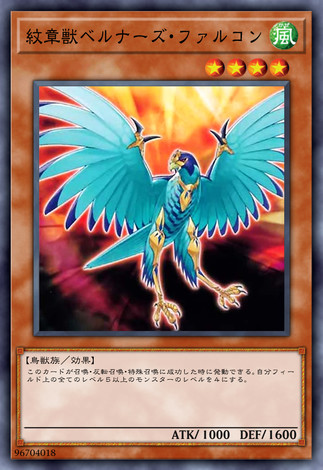 紋章獣ベルナーズ・ファルコン
風
【鳥獣族／効果】
このカードが召喚・反転召喚・特殊召喚に成功した時に発動できる。自分フィー
ルド上の全てのレベル５以上のモンスターのレベルを４にする。
ATK/ 1000 DEF/1600
96704018